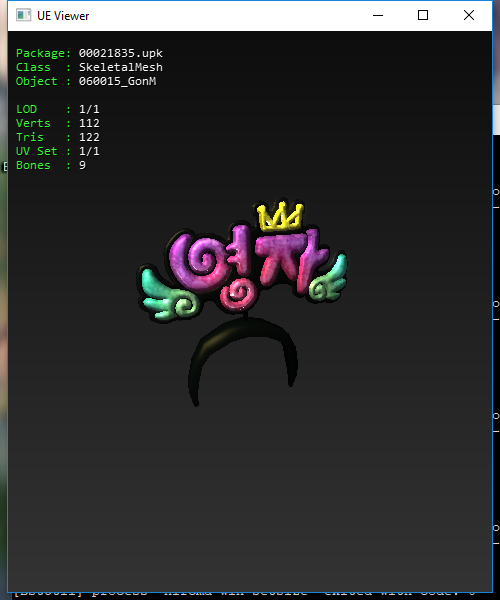 UE Viewer
Package: 00021835.upk
Class : SkeletalMesh
Object : 060015_GonM
LOD : 1/1
Verts : 112
Tris : 122
UV Set : 1/1
Bones : 9
영자